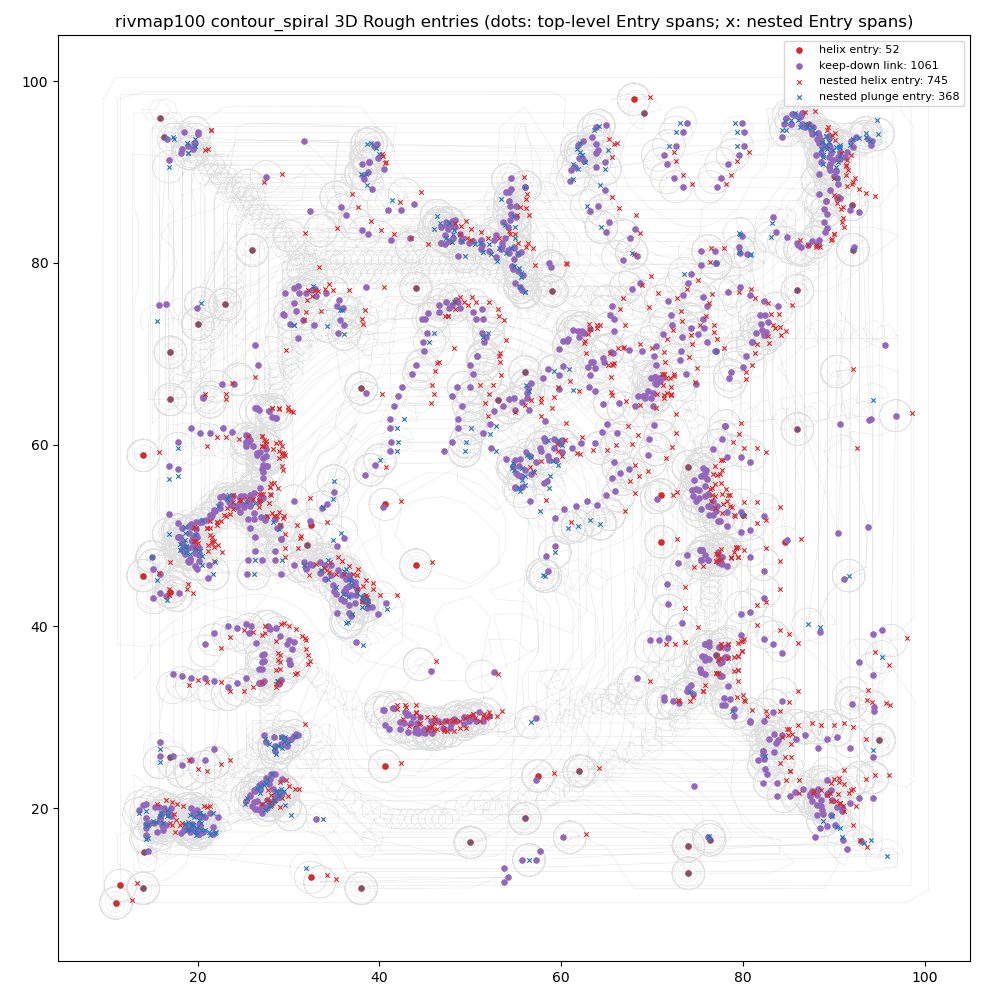 rivmap100 contour_spiral 3D Rough entries (dots: top-level Entry spans; x: nested Entry spans)
helix entry: 52
keep-down link: 1061
nested helix entry: 745
nested plunge entry: 368
100
80
60
40
20
20 40 60 80 100